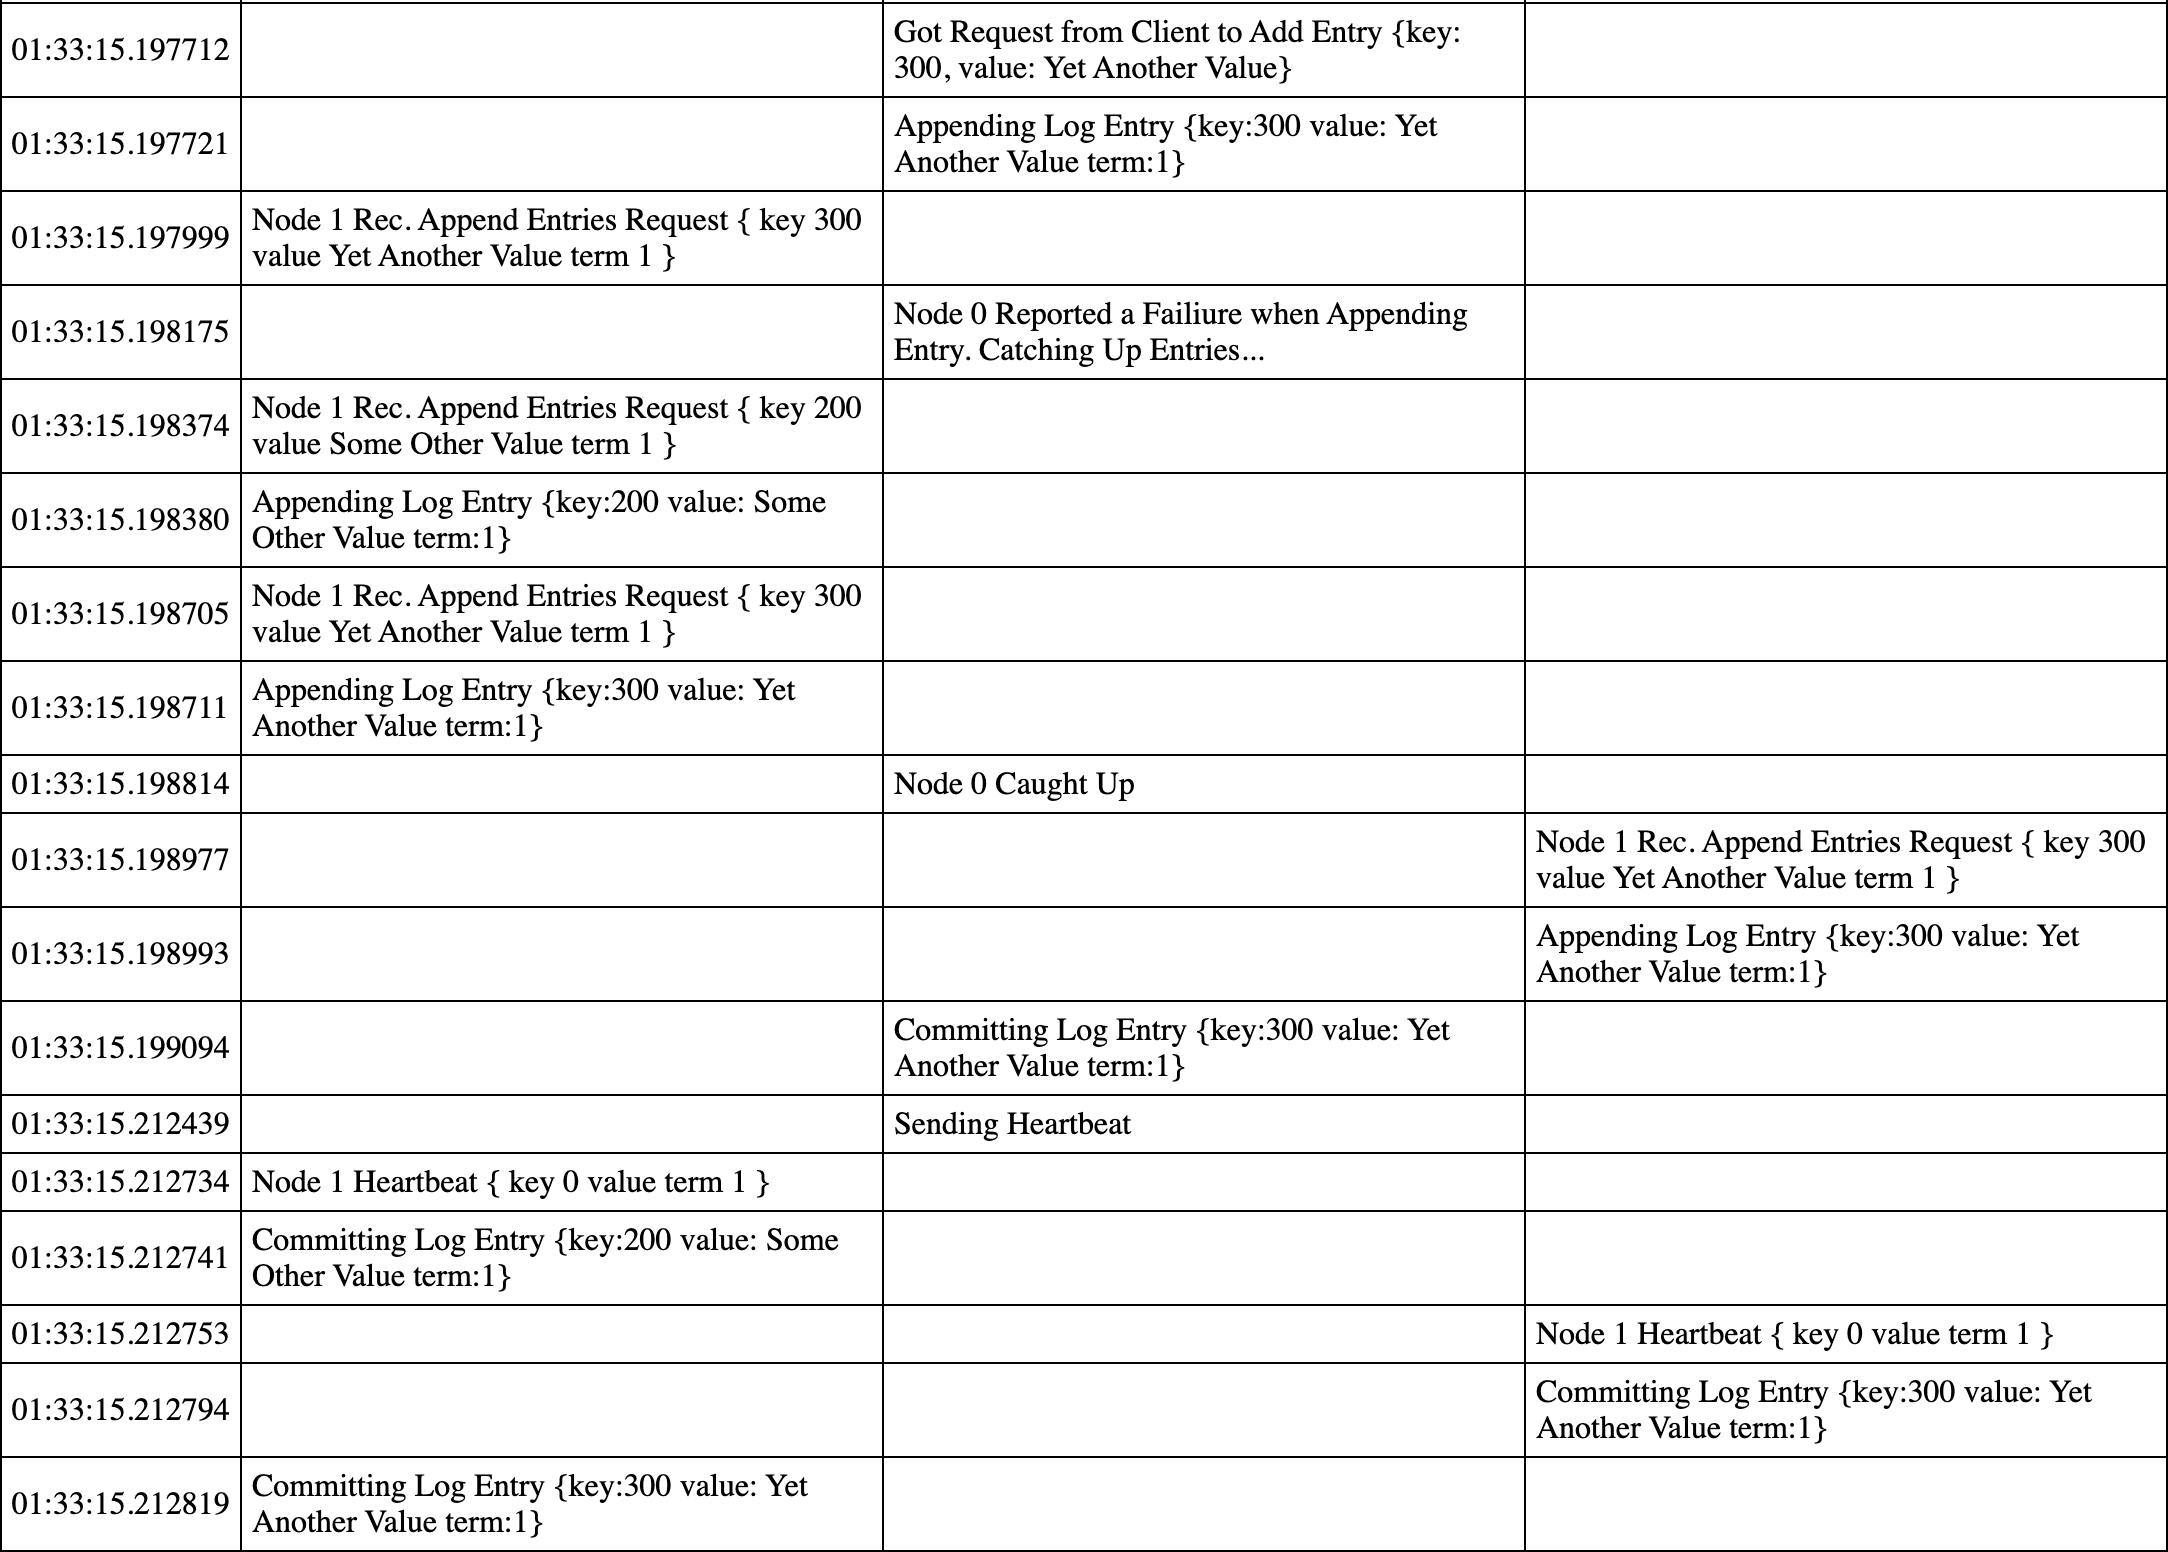 01:33:15.197712
Got Request from Client to Add Entry {key:
300, value: Yet Another Value}
01:33:15.197721
Appending Log Entry {key:300 value: Yet
Another Value term:1}
01:33:15.197999
Node 1 Rec. Append Entries Request { key 300
value Yet Another Value term 1 }
01:33:15.198175
Node 0 Reported a Failiure when Appending
Entry. Catching Up Entries...
01:33:15.198374
Node 1 Rec. Append Entries Request { key 200
value Some Other Value term 1 }
01:33:15.198380
Appending Log Entry {key:200 value: Some
Other Value term:1}
01:33:15.198705
Node 1 Rec. Append Entries Request { key 300
value Yet Another Value term 1 }
01:33:15.198711
Appending Log Entry {key:300 value: Yet
Another Value term:1}
01:33:15.198814
Node 0 Caught Up
01:33:15.198977
Node 1 Rec. Append Entries Request { key 300
value Yet Another Value term 1 }
01:33:15.198993
Appending Log Entry {key:300 value: Yet
Another Value term:1}
01:33:15.199094
Committing Log Entry {key:300 value: Yet
Another Value term:1}
01:33:15.212439
Sending Heartbeat
01:33:15.212734
Node 1 Heartbeat { key 0 value term 1 }
01:33:15.212741
Committing Log Entry {key:200 value: Some
Other Value term:1}
01:33:15.212753
Node 1 Heartbeat { key 0 value term 1 }
01:33:15.212794
Committing Log Entry {key:300 value: Yet
Another Value term:1}
01:33:15.212819
Committing Log Entry {key:300 value: Yet
Another Value term:1}